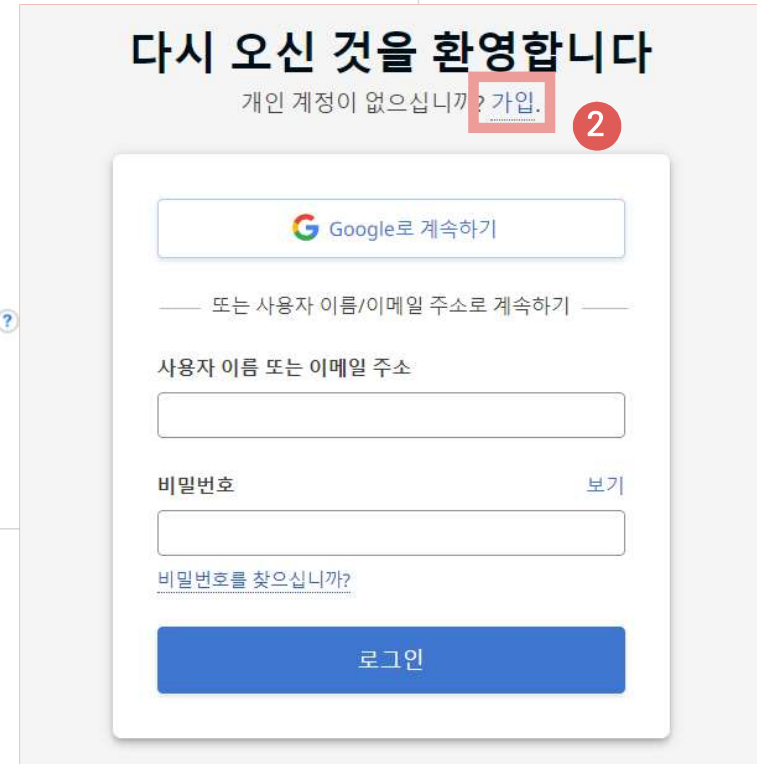 다시 오신 것을 환영합니다
개인 계정이 없으십니까? 가입.
2
Google로 계속하기
또는 사용자 이름/이메일 주소로 계속하기
?
사용자 이름 또는 이메일 주소
비밀번호 보기
비밀번호를 찾으십니까?
로그인